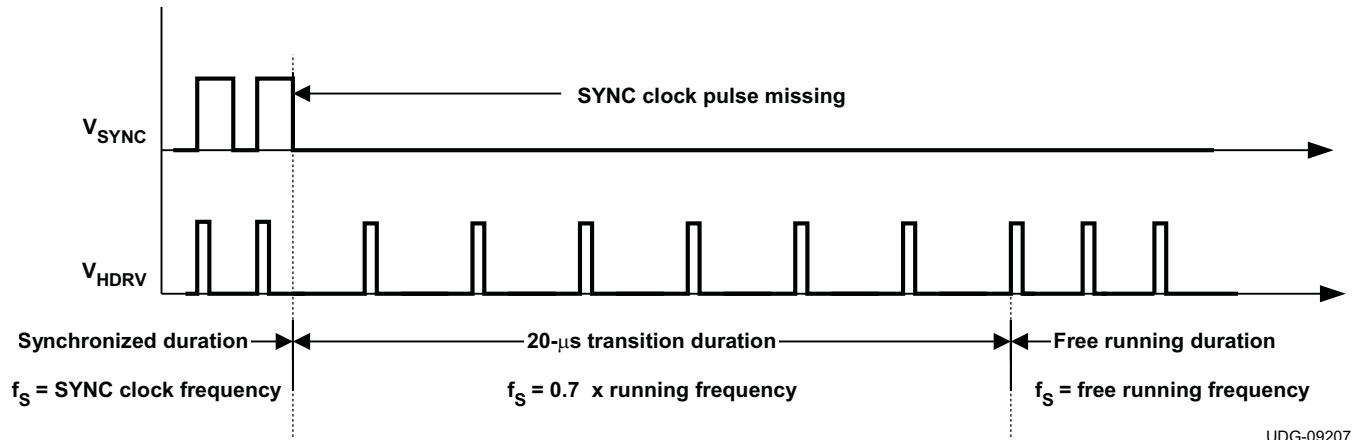 SYNC clock pulse missing
VSYNC
VHDRV
Synchronized duration
20-μs transition duration
Free running duration
fS = SYNC clock frequency
fS = 0.7 x running frequency
fS = free running frequency
UDG-09207